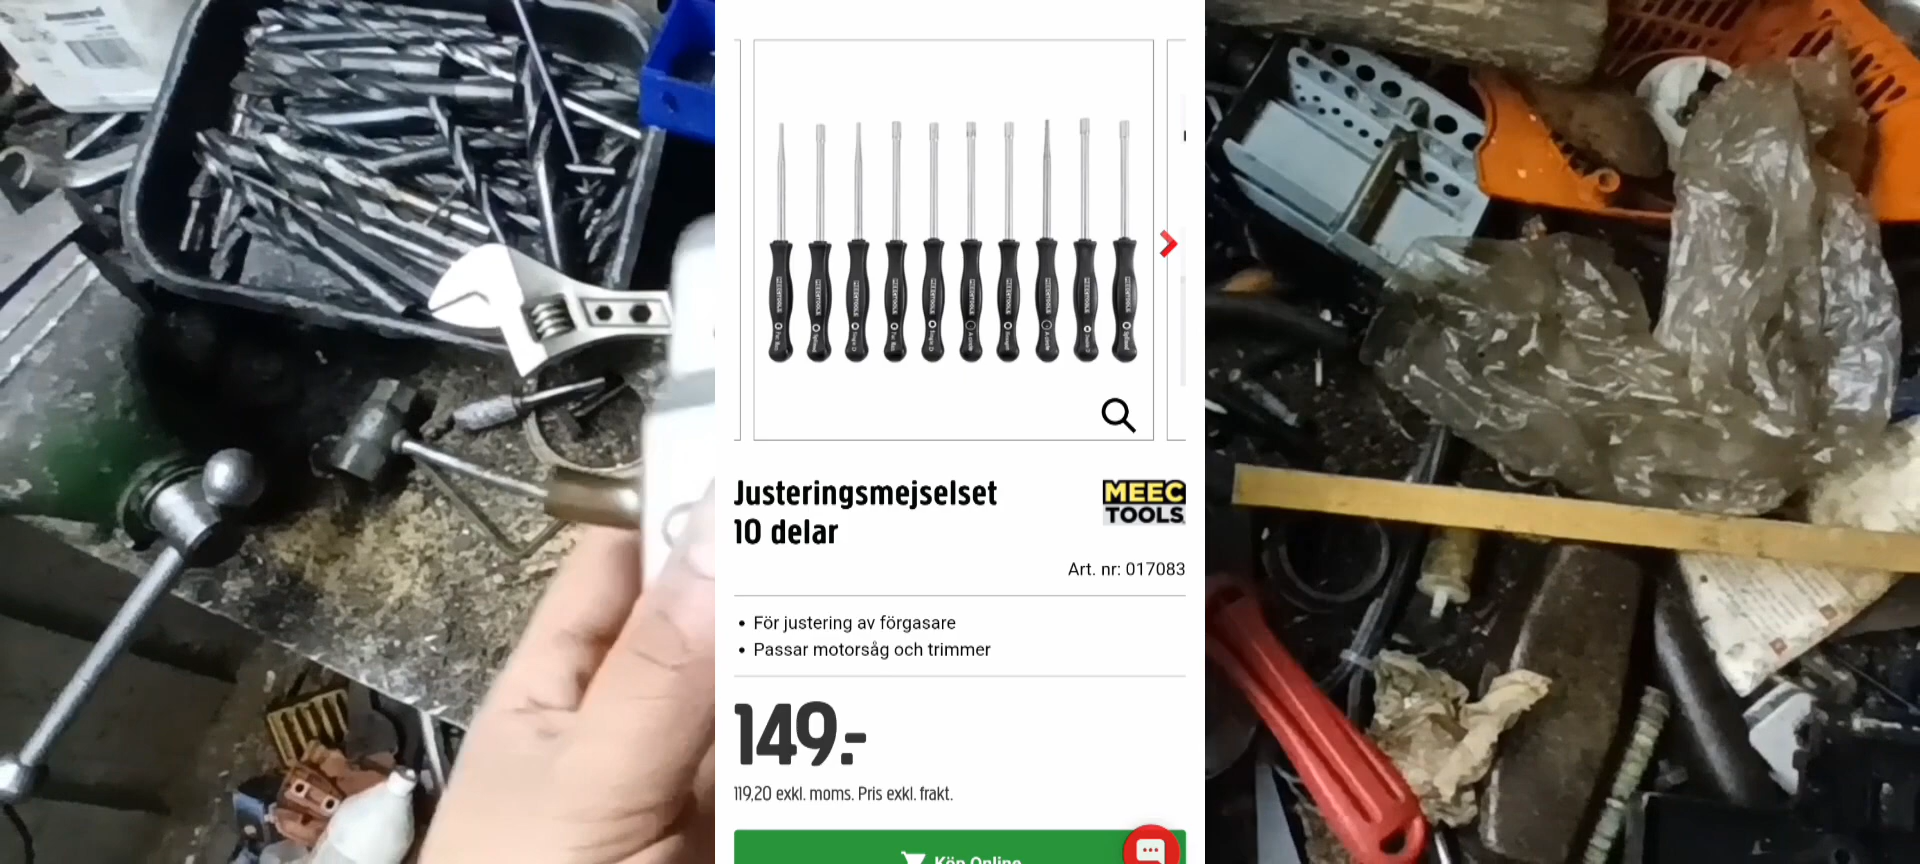 Justeringsmejselset
10 delar
MEEC
TOOLS
Art. nr: 017083
För justering av förgasare
Passar motorsåg och trimmer
149.-
119,20 exkl. moms. Pris exkl. frakt.
Köp Online